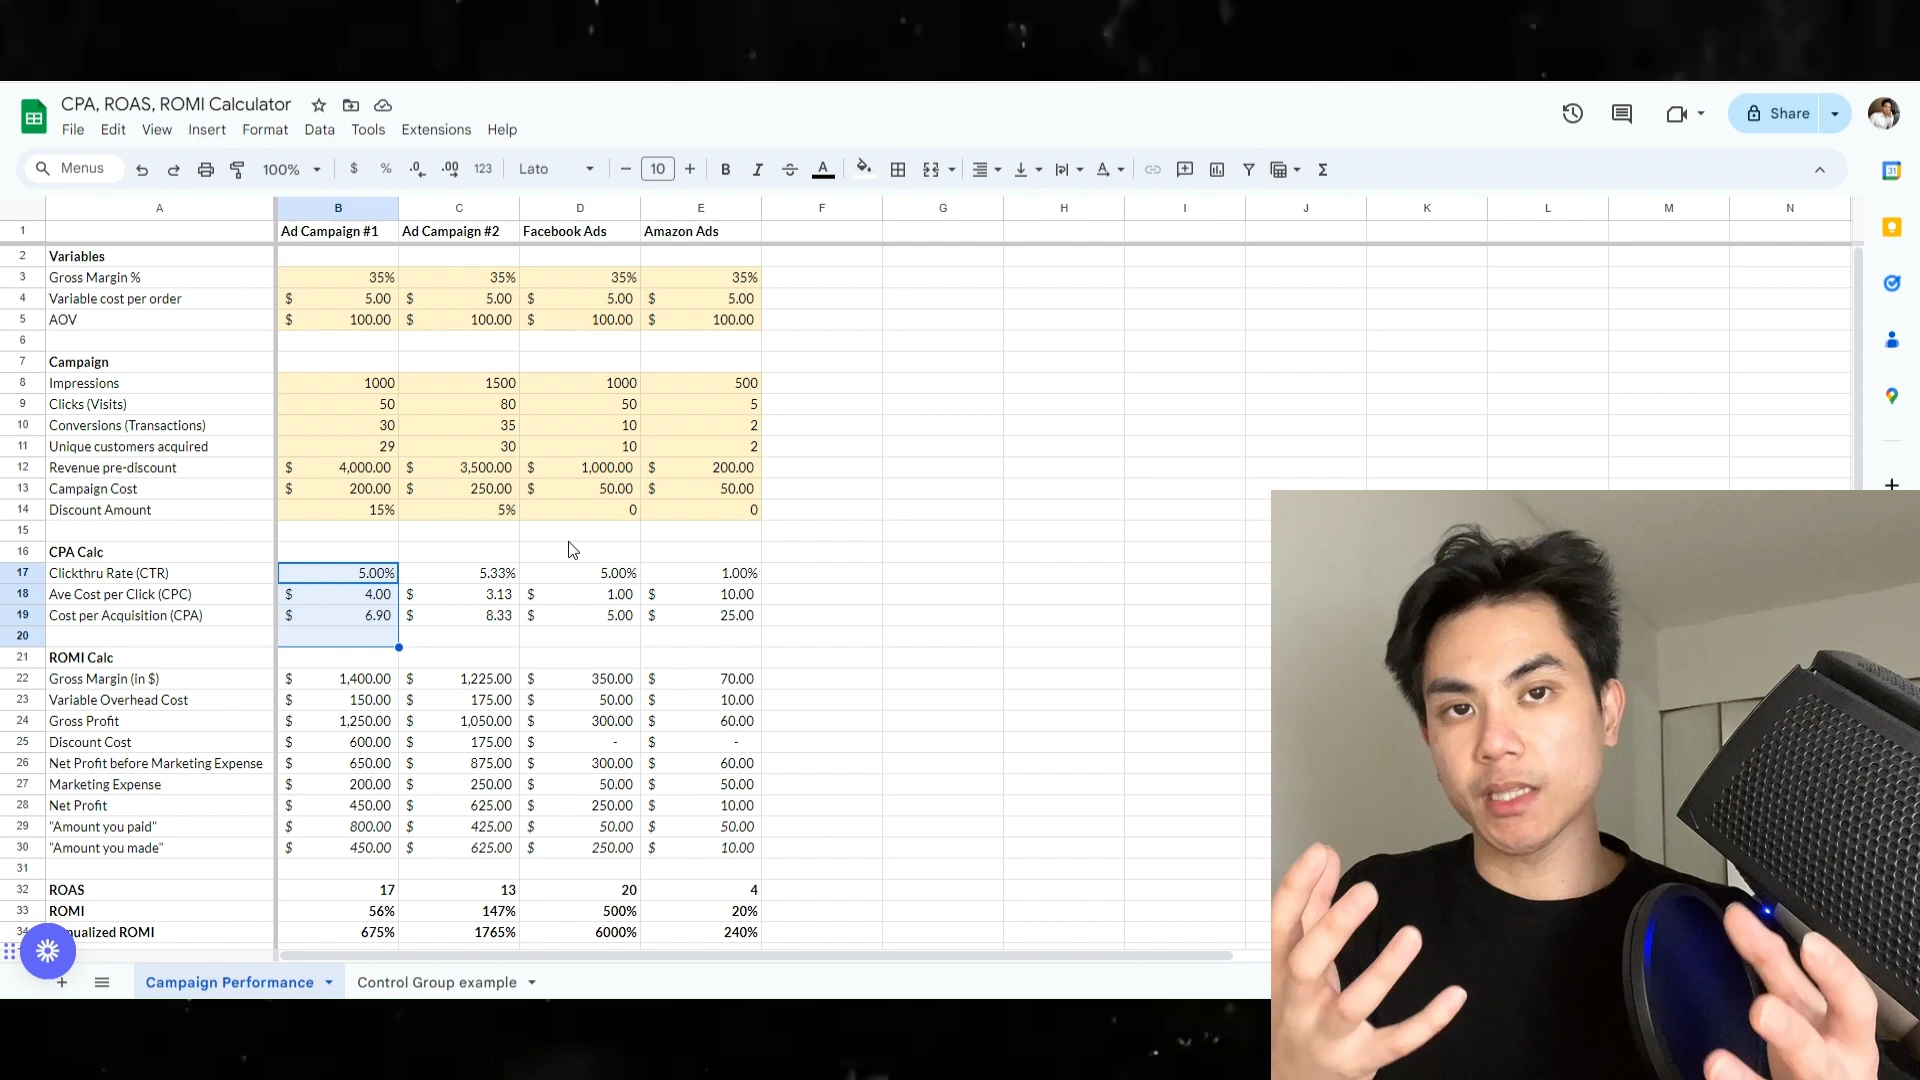 CPA, ROAS, ROMI Calculator
File Edit View Insert Format Data Tools Extensions Help
Share
Menus 100% $ % .0 .00 123 Lato 10 B I A
31
A B C D E F G H I J K L M N
1 Ad Campaign #1 Ad Campaign #2 Facebook Ads Amazon Ads
2 Variables
3 Gross Margin % 35% 35% 35% 35%
4 Variable cost per order $ 5.00 $ 5.00 $ 5.00 $ 5.00
5 AOV $ 100.00 $ 100.00 $ 100.00 $ 100.00
6
7 Campaign
8 Impressions 1000 1500 1000 500
9 Clicks (Visits) 50 80 50 5
10 Conversions (Transactions) 30 35 10 2
11 Unique customers acquired 29 30 10 2
12 Revenue pre-discount $ 4,000.00 $ 3,500.00 $ 1,000.00 $ 200.00
13 Campaign Cost $ 200.00 $ 250.00 $ 50.00 $ 50.00
14 Discount Amount 15% 5% 0 0
15
16 CPA Calc
17 Clickthru Rate (CTR) 5.00% 5.33% 5.00% 1.00%
18 Ave Cost per Click (CPC) $ 4.00 $ 3.13 $ 1.00 $ 10.00
19 Cost per Acquisition (CPA) $ 6.90 $ 8.33 $ 5.00 $ 25.00
20
21 ROMI Calc
22 Gross Margin (in $) $ 1,400.00 $ 1,225.00 $ 350.00 $ 70.00
23 Variable Overhead Cost $ 150.00 $ 175.00 $ 50.00 $ 10.00
24 Gross Profit $ 1,250.00 $ 1,050.00 $ 300.00 $ 60.00
25 Discount Cost $ 600.00 $ 175.00 $ - $ -
26 Net Profit before Marketing Expense $ 650.00 $ 875.00 $ 300.00 $ 60.00
27 Marketing Expense $ 200.00 $ 250.00 $ 50.00 $ 50.00
28 Net Profit $ 450.00 $ 625.00 $ 250.00 $ 10.00
29 "Amount you paid" $ 800.00 $ 425.00 $ 50.00 $ 50.00
30 "Amount you made" $ 450.00 $ 625.00 $ 250.00 $ 10.00
31
32 ROAS 17 13 20 4
33 ROMI 56% 147% 500% 20%
34 nualized ROMI 675% 1765% 6000% 240%
Campaign Performance Control Group example